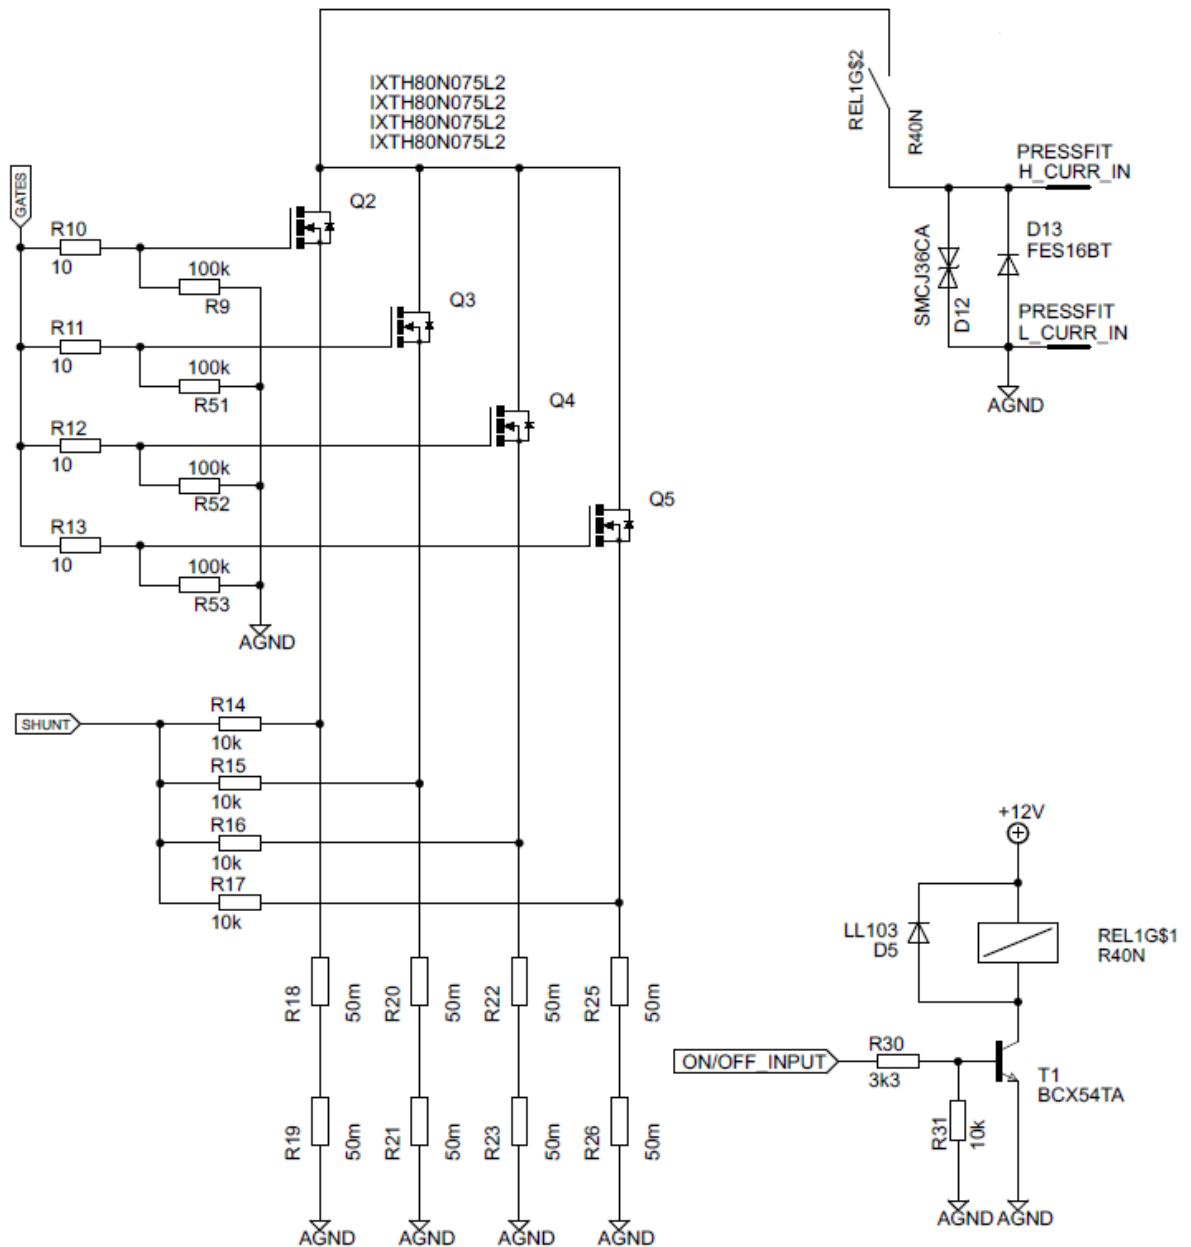 IXTH80N075L2
IXTH80N075L2
IXTH80N075L2
IXTH80N075L2
REL1G$2
R40N
PRESSFIT
H_CURR_IN
GATES
Q2
R10
10
100k
R9
SMCJ36CA
D12
D13
FES16BT
Q3
R11
10
100k
R51
PRESSFIT
L_CURR_IN
AGND
Q4
R12
10
100k
R52
Q5
R13
10
100k
R53
AGND
SHUNT
R14
10k
R15
10k
R16
10k
R17
10k
+12V
LL103
D5
REL1G$1
R40N
R18
50m
R20
50m
R22
50m
R25
50m
ON/OFF_INPUT
R30
3k3
T1
BCX54TA
R31
10k
R19
50m
R21
50m
R23
50m
R26
50m
AGND
AGND
AGND
AGND
AGND
AGND